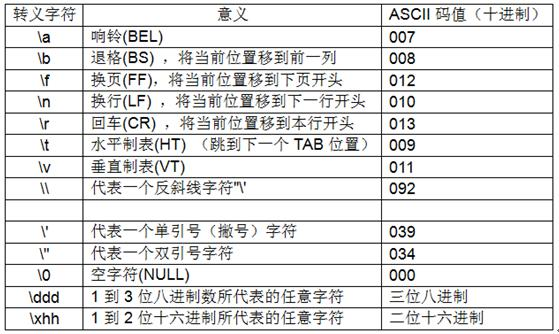 转义字符 意义 ASCII 码值（十进制）
\a 响铃(BEL) 007
\b 退格(BS) ，将当前位置移到前一列 008
\f 换页(FF)，将当前位置移到下页开头 012
\n 换行(LF) ，将当前位置移到下一行开头 010
\r 回车(CR) ，将当前位置移到本行开头 013
\t 水平制表(HT) （跳到下一个 TAB 位置） 009
\v 垂直制表(VT) 011
\\ 代表一个反斜线字符"\' 092
\' 代表一个单引号（撇号）字符 039
\" 代表一个双引号字符 034
\0 空字符(NULL) 000
\ddd 1 到 3 位八进制数所代表的任意字符 三位八进制
\xhh 1 到 2 位十六进制所代表的任意字符 二位十六进制